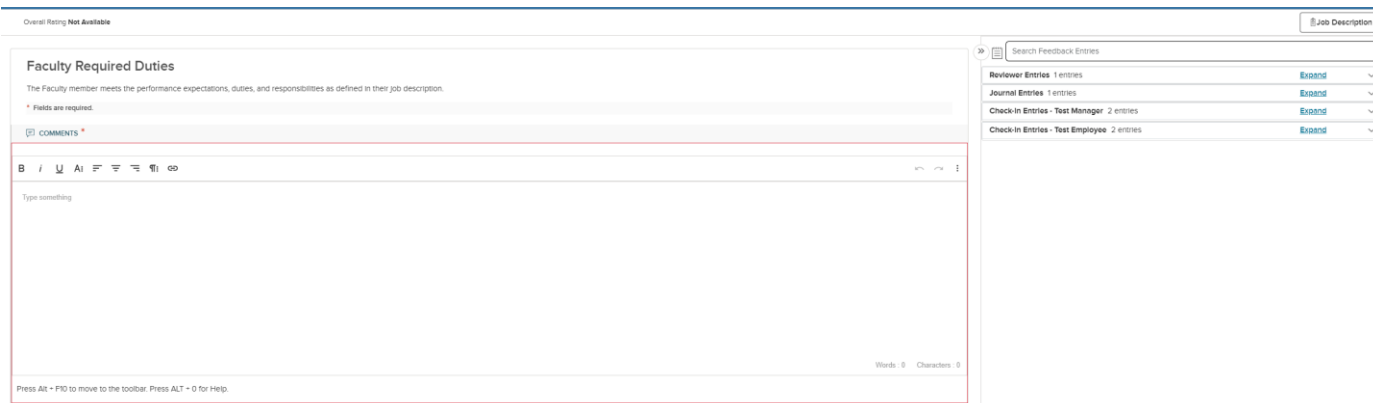 Overall Rating Not Available
Job Description
Faculty Required Duties
The Faculty member meets the performance expectations, duties, and responsibilities as defined in their job description.
* Fields are required.
COMMENTS *
B i U A
Type something
Words : 0 Characters : 0
Press Alt + F10 to move to the toolbar. Press ALT + 0 for Help.
Search Feedback Entries
Reviewer Entries 1 entries Expand
Journal Entries 1 entries Expand
Check-In Entries - Test Manager 2 entries Expand
Check-In Entries - Test Employee 2 entries Expand